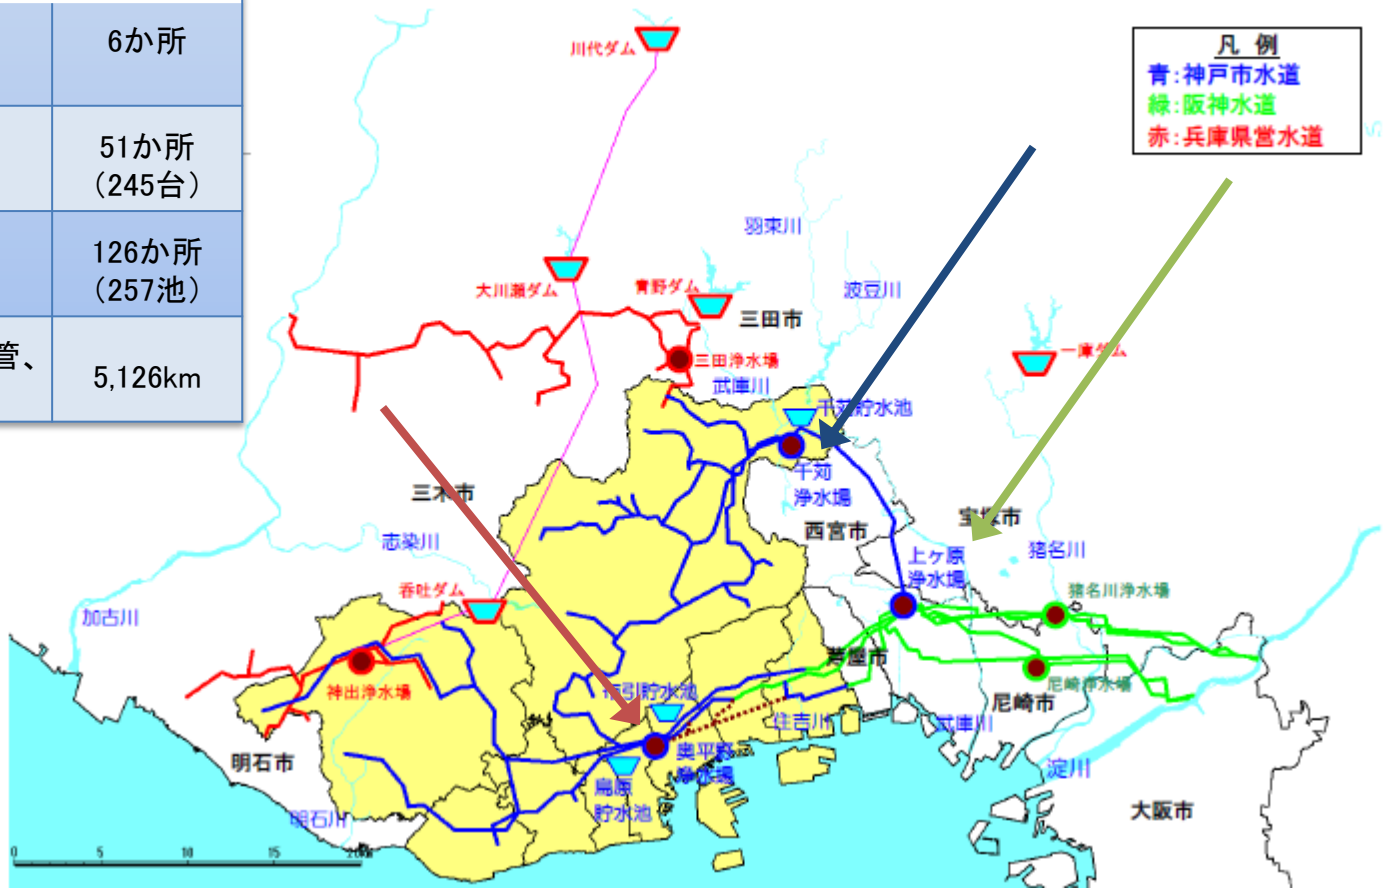 6か所
51か所
(245台)
126か所
(257池)
管、
5,126km
凡 例
青:神戸市水道
緑:阪神水道
赤:兵庫県営水道
川代ダム
羽束川
大川瀬ダム
青野ダム
波豆川
三田市
三田浄水場
一庫ダム
武庫川
千苅貯水池
千苅
浄水場
三木市
西宮市
宝塚市
志染川
上ヶ原
浄水場
猪名川
呑吐ダム
猪名川浄水場
加古川
芦屋市
神出浄水場
布引貯水池
尼崎浄水場
尼崎市
住吉川
武庫川
明石市
奥平野
浄水場
淀川
烏原
貯水池
大阪市
明石川
0 5 10 15